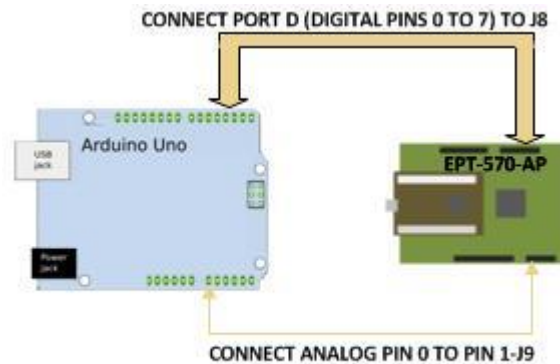 CONNECT PORT D (DIGITAL PINS 0 TO 7) TO J8
Arduino Uno
USB
jack
EPT-570-AP
Power
jack
CONNECT ANALOG PIN 0 TO PIN 1-J9